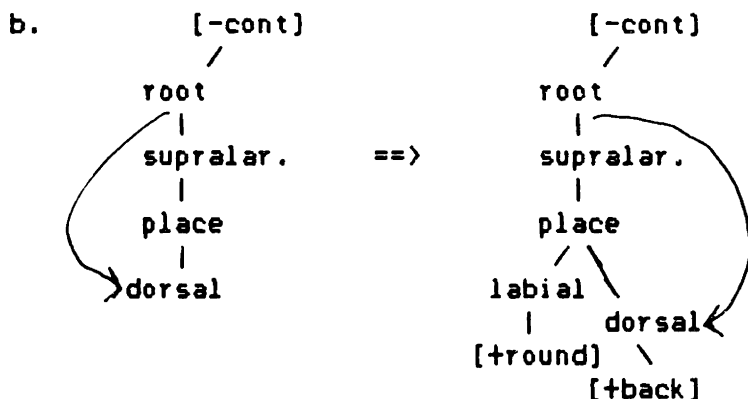 b. [-cont] [-cont]
root root
supralar. ==> supralar.
place place
dorsal labial dorsal
[+round] [+back]